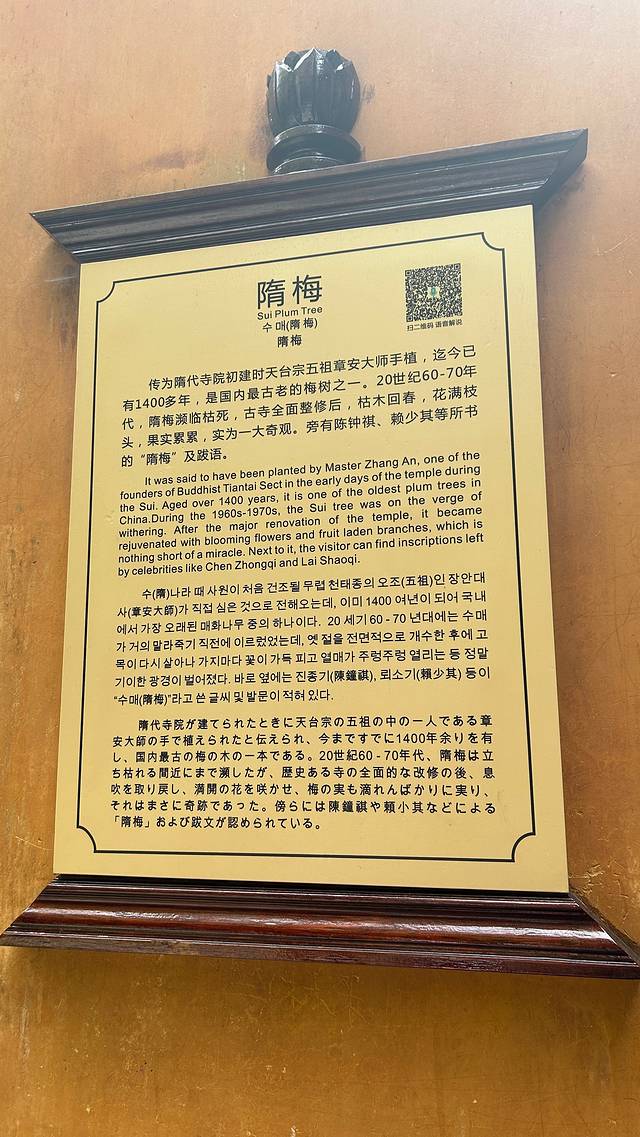 隋梅
Sui Plum Tree
수매(隋梅)
隋梅
扫二维码 语音解说
传为隋代寺院初建时天台宗五祖章安大师手植，迄今已
有1400多年，是国内最古老的梅树之一。20世纪60-70年
代，隋梅濒临枯死，古寺全面整修后，枯木回春，花满枝
头，果实累累，实为一大奇观。旁有陈钟祺、赖少其等所书
的“隋梅”及跋语。
It was said to have been planted by Master Zhang An, one of the
founders of Buddhist Tiantai Sect in the early days of the temple during
the Sui. Aged over 1400 years, it is one of the oldest plum trees in
China.During the 1960s-1970s, the Sui tree was on the verge of
withering. After the major renovation of the temple, it became
rejuvenated with blooming flowers and fruit laden branches, which is
nothing short of a miracle. Next to it, the visitor can find inscriptions left
by celebrities like Chen Zhongqi and Lai Shaoqi.
수(隋)나라 때 사원이 처음 건조될 무렵 천태종의 오조(五祖)인 장안대
사(章安大師)가 직접 심은 것으로 전해오는데, 이미 1400 여년이 되어 국내
에서 가장 오래된 매화나무 중의 하나이다. 20 세기 60 - 70 년대에는 수매
가 거의 말라죽기 직전에 이르렀었는데, 옛 절을 전면적으로 개수한 후에 고
목이 다시 살아나 가지마다 꽃이 가득 피고 열매가 주렁주렁 열리는 등 정말
기이한 광경이 벌어졌다. 바로 옆에는 진종기(陳鐘祺), 뢰소기(賴少其) 등이
“수매(隋梅)”라고 쓴 글씨 및 발문이 적혀 있다.
隋代寺院が建てられたときに天台宗の五祖の中の一人である章
安大師の手で植えられたと伝えられ、今まですでに1400年余りを有
し、国内最古の梅の木の一本である。20世紀60 - 70年代、隋梅は立
ち枯れる間近にまで瀕したが、歴史ある寺の全面的な改修の後、息
吹を取り戻し、満開の花を咲かせ、梅の実も滴れんばかりに実り、
それはまさに奇跡であった。傍らには陳鐘祺や頼小其などによる
「隋梅」および跋文が認められている。